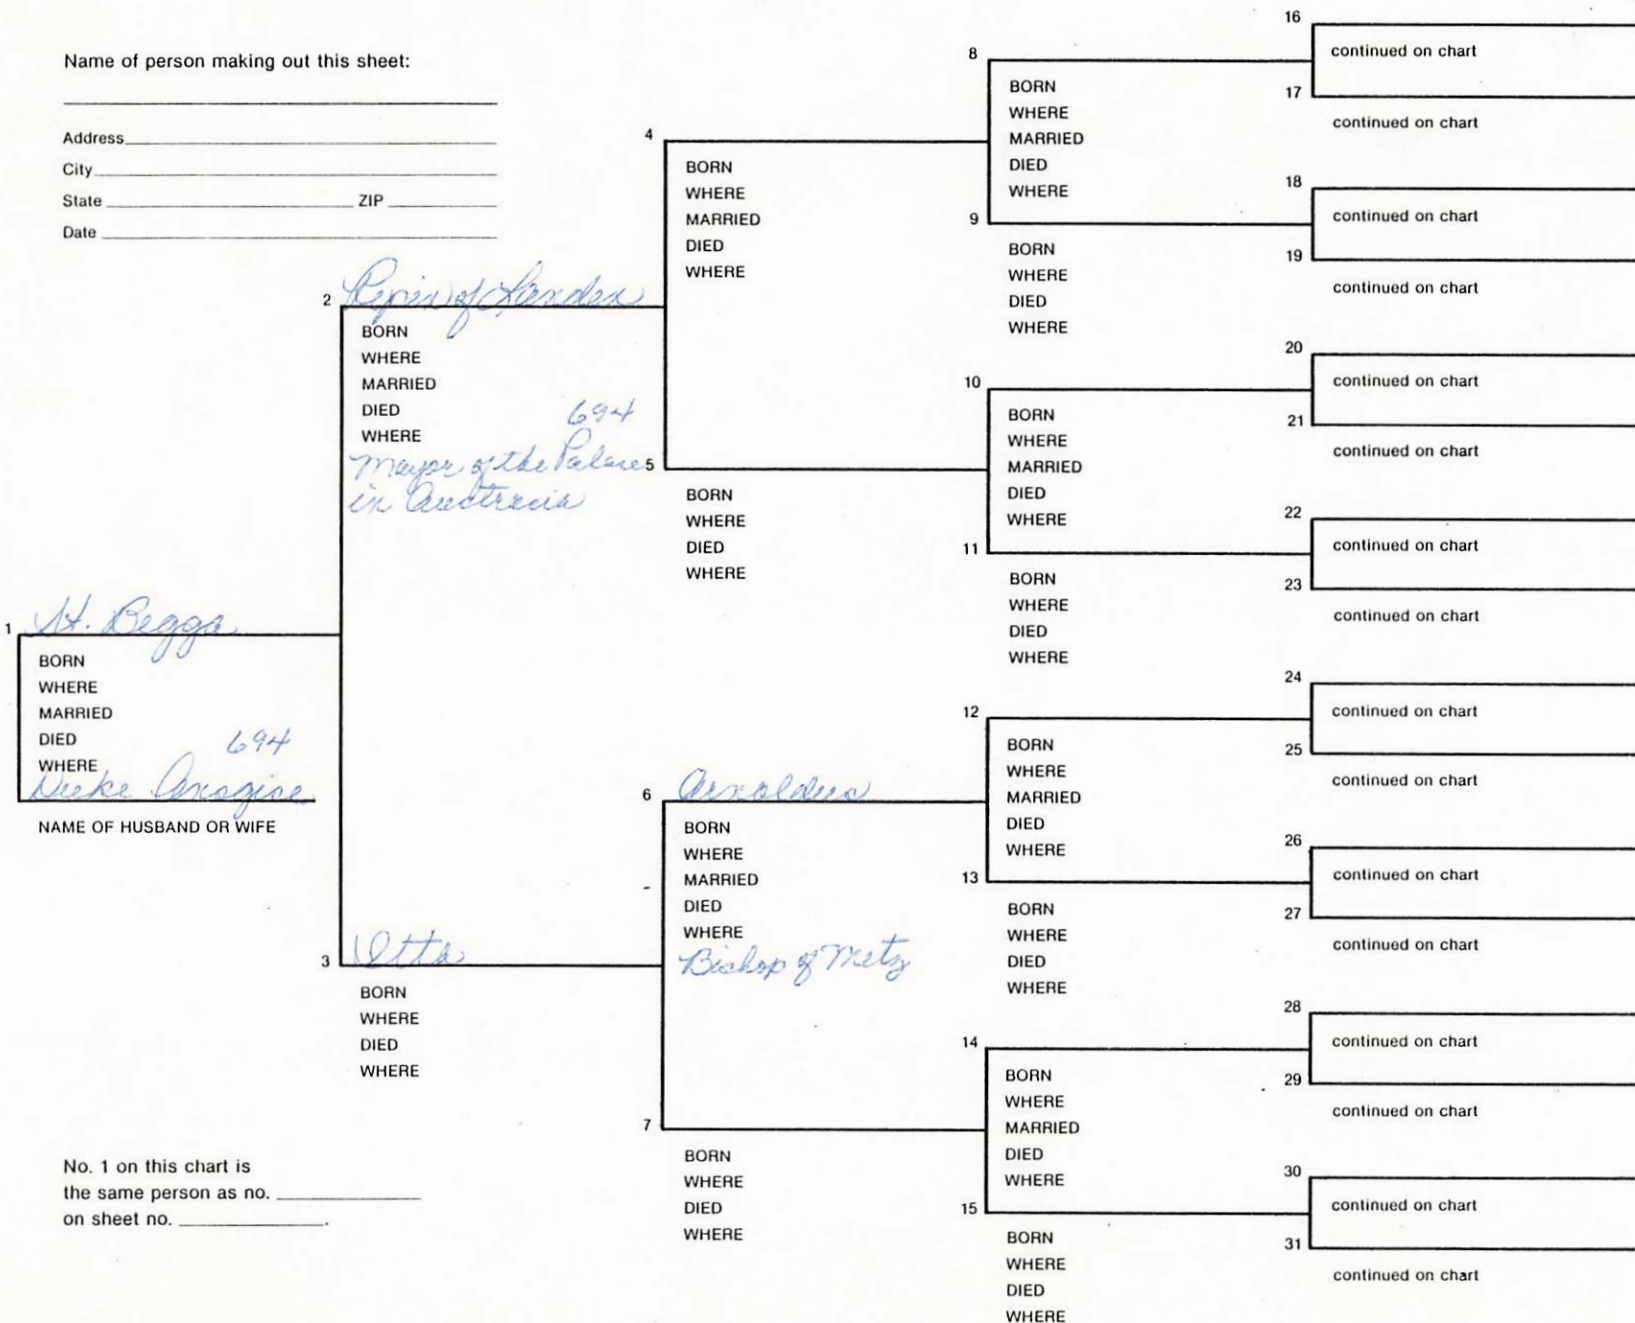 Name of person making out this sheet:
Address
City
State ZIP
Date
1 St. Begga
BORN
WHERE
MARRIED
DIED 694
WHERE
Duke Ansgise
NAME OF HUSBAND OR WIFE
2 Pepin of Landen
BORN
WHERE
MARRIED
DIED 694
WHERE
Mayor of the Palace
in Austracia
3 Itta
BORN
WHERE
DIED
WHERE
4
BORN
WHERE
MARRIED
DIED
WHERE
5
BORN
WHERE
DIED
WHERE
6 Arnoldus
BORN
WHERE
MARRIED
DIED
WHERE
Bishop of Metz
7
BORN
WHERE
DIED
WHERE
8
BORN
WHERE
MARRIED
DIED
WHERE
9
BORN
WHERE
DIED
WHERE
10
BORN
WHERE
MARRIED
DIED
WHERE
11
BORN
WHERE
DIED
WHERE
12
BORN
WHERE
MARRIED
DIED
WHERE
13
BORN
WHERE
DIED
WHERE
14
BORN
WHERE
MARRIED
DIED
WHERE
15
BORN
WHERE
DIED
WHERE
16
continued on chart
17
continued on chart
18
continued on chart
19
continued on chart
20
continued on chart
21
continued on chart
22
continued on chart
23
continued on chart
24
continued on chart
25
continued on chart
26
continued on chart
27
continued on chart
28
continued on chart
29
continued on chart
30
continued on chart
31
continued on chart
No. 1 on this chart is
the same person as no.
on sheet no. .